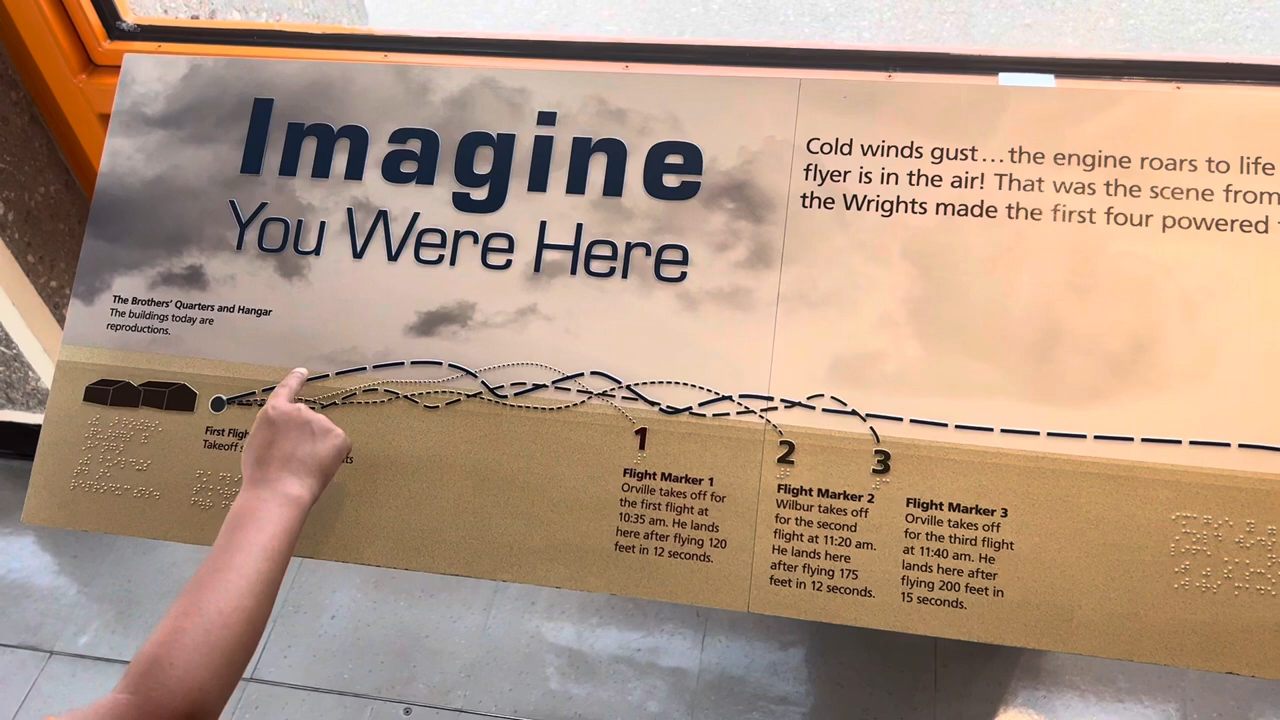 Imagine
You Were Here
Cold winds gust...the engine roars to life
flyer is in the air! That was the scene from
the Wrights made the first four powered
The Brothers' Quarters and Hangar
The buildings today are
reproductions.
First
Takeoff
1
2
3
Flight Marker 1
Orville takes off for
the first flight at
10:35 am. He lands
here after flying 120
feet in 12 seconds.
Flight Marker 2
Wilbur takes off
for the second
flight at 11:20 am.
He lands here
after flying 175
feet in 12 seconds.
Flight Marker 3
Orville takes off
for the third flight
at 11:40 am. He
lands here after
flying 200 feet in
15 seconds.